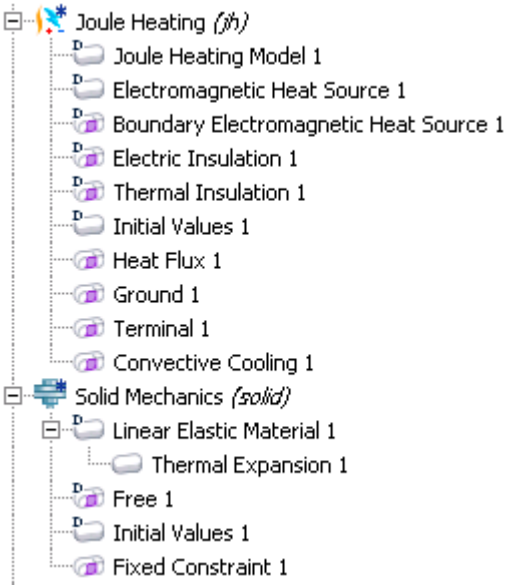 Joule Heating (jh)
D Joule Heating Model 1
D Electromagnetic Heat Source 1
D Boundary Electromagnetic Heat Source 1
D Electric Insulation 1
D Thermal Insulation 1
D Initial Values 1
Heat Flux 1
Ground 1
Terminal 1
Convective Cooling 1
Solid Mechanics (solid)
D Linear Elastic Material 1
Thermal Expansion 1
D Free 1
D Initial Values 1
Fixed Constraint 1